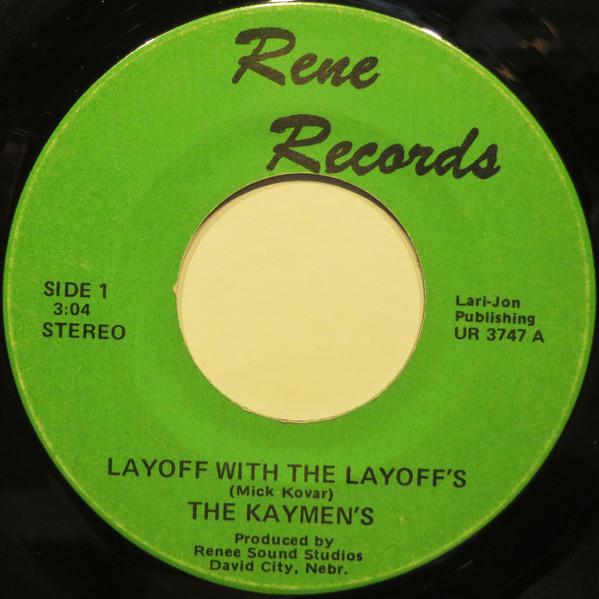 Rene
Records
SIDE 1
3:04
STEREO
Lari-Jon
Publishing
UR 3747 A
LAYOFF WITH THE LAYOFF'S
(Mick Kovar)
THE KAYMEN'S
Produced by
Renee Sound Studios
David City, Nebr.